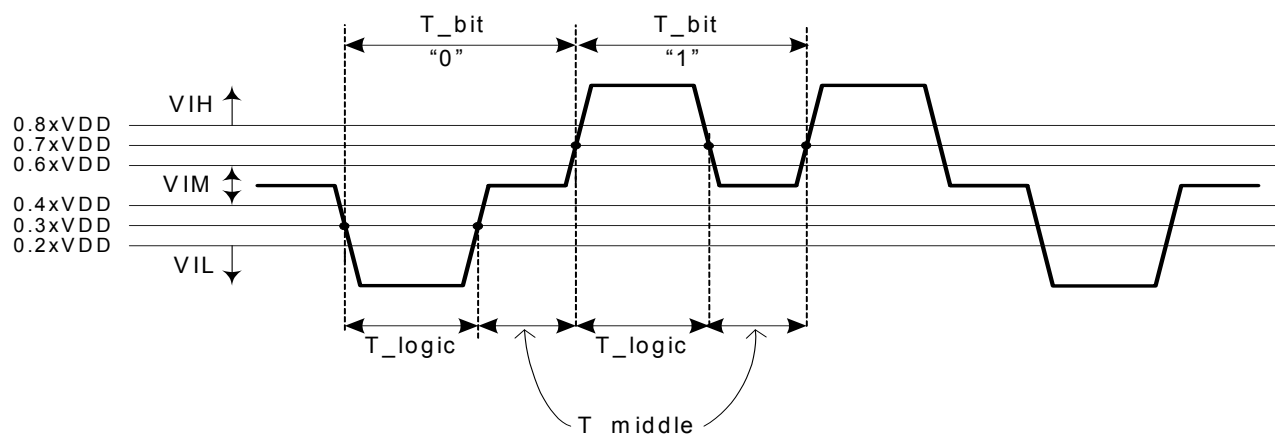 T_bit
“0”
T_bit
“1”
VIH
0.8xVDD
0.7xVDD
0.6xVDD
VIM
0.4xVDD
0.3xVDD
0.2xVDD
VIL
T_logic
T_logic
T_middle